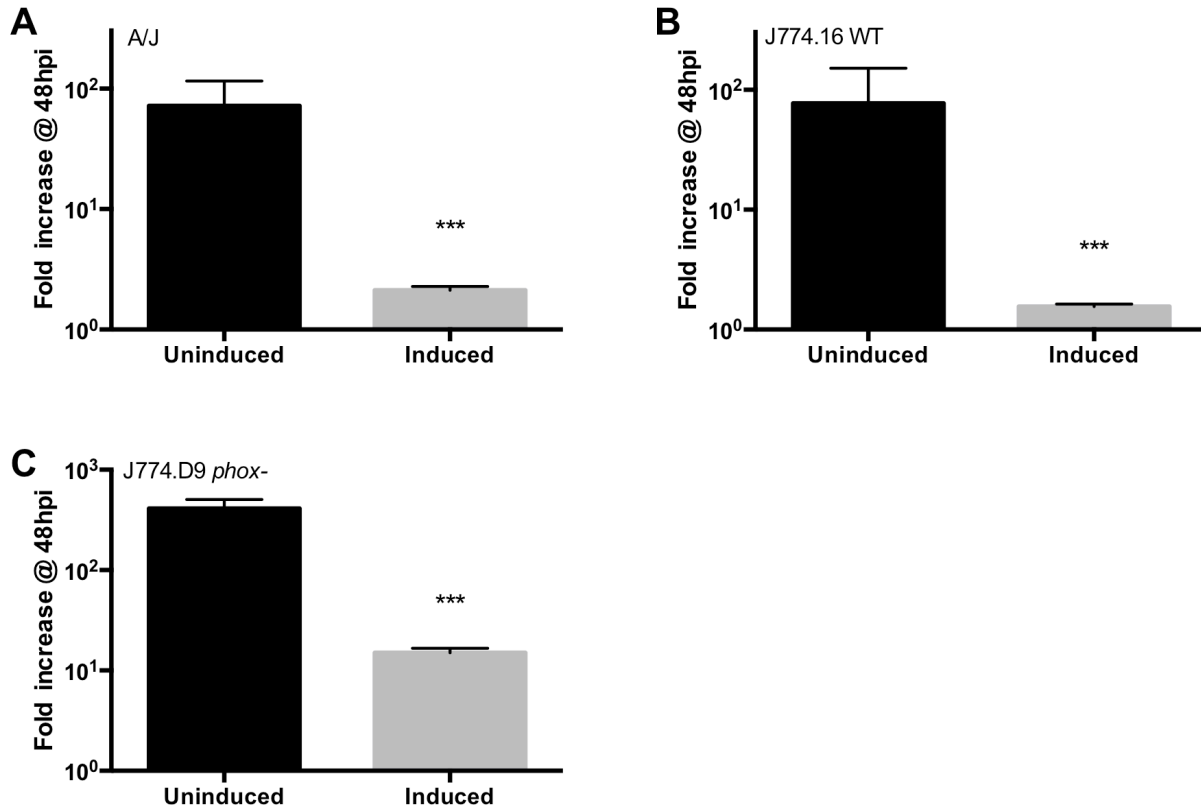 A
A/J
Fold increase @ 48hpi
10²
10¹
10⁰
***
Uninduced
Induced
B
J774.16 WT
Fold increase @ 48hpi
10²
10¹
10⁰
***
Uninduced
Induced
C
J774.D9 phox-
Fold increase @ 48hpi
10³
10²
10¹
10⁰
***
Uninduced
Induced